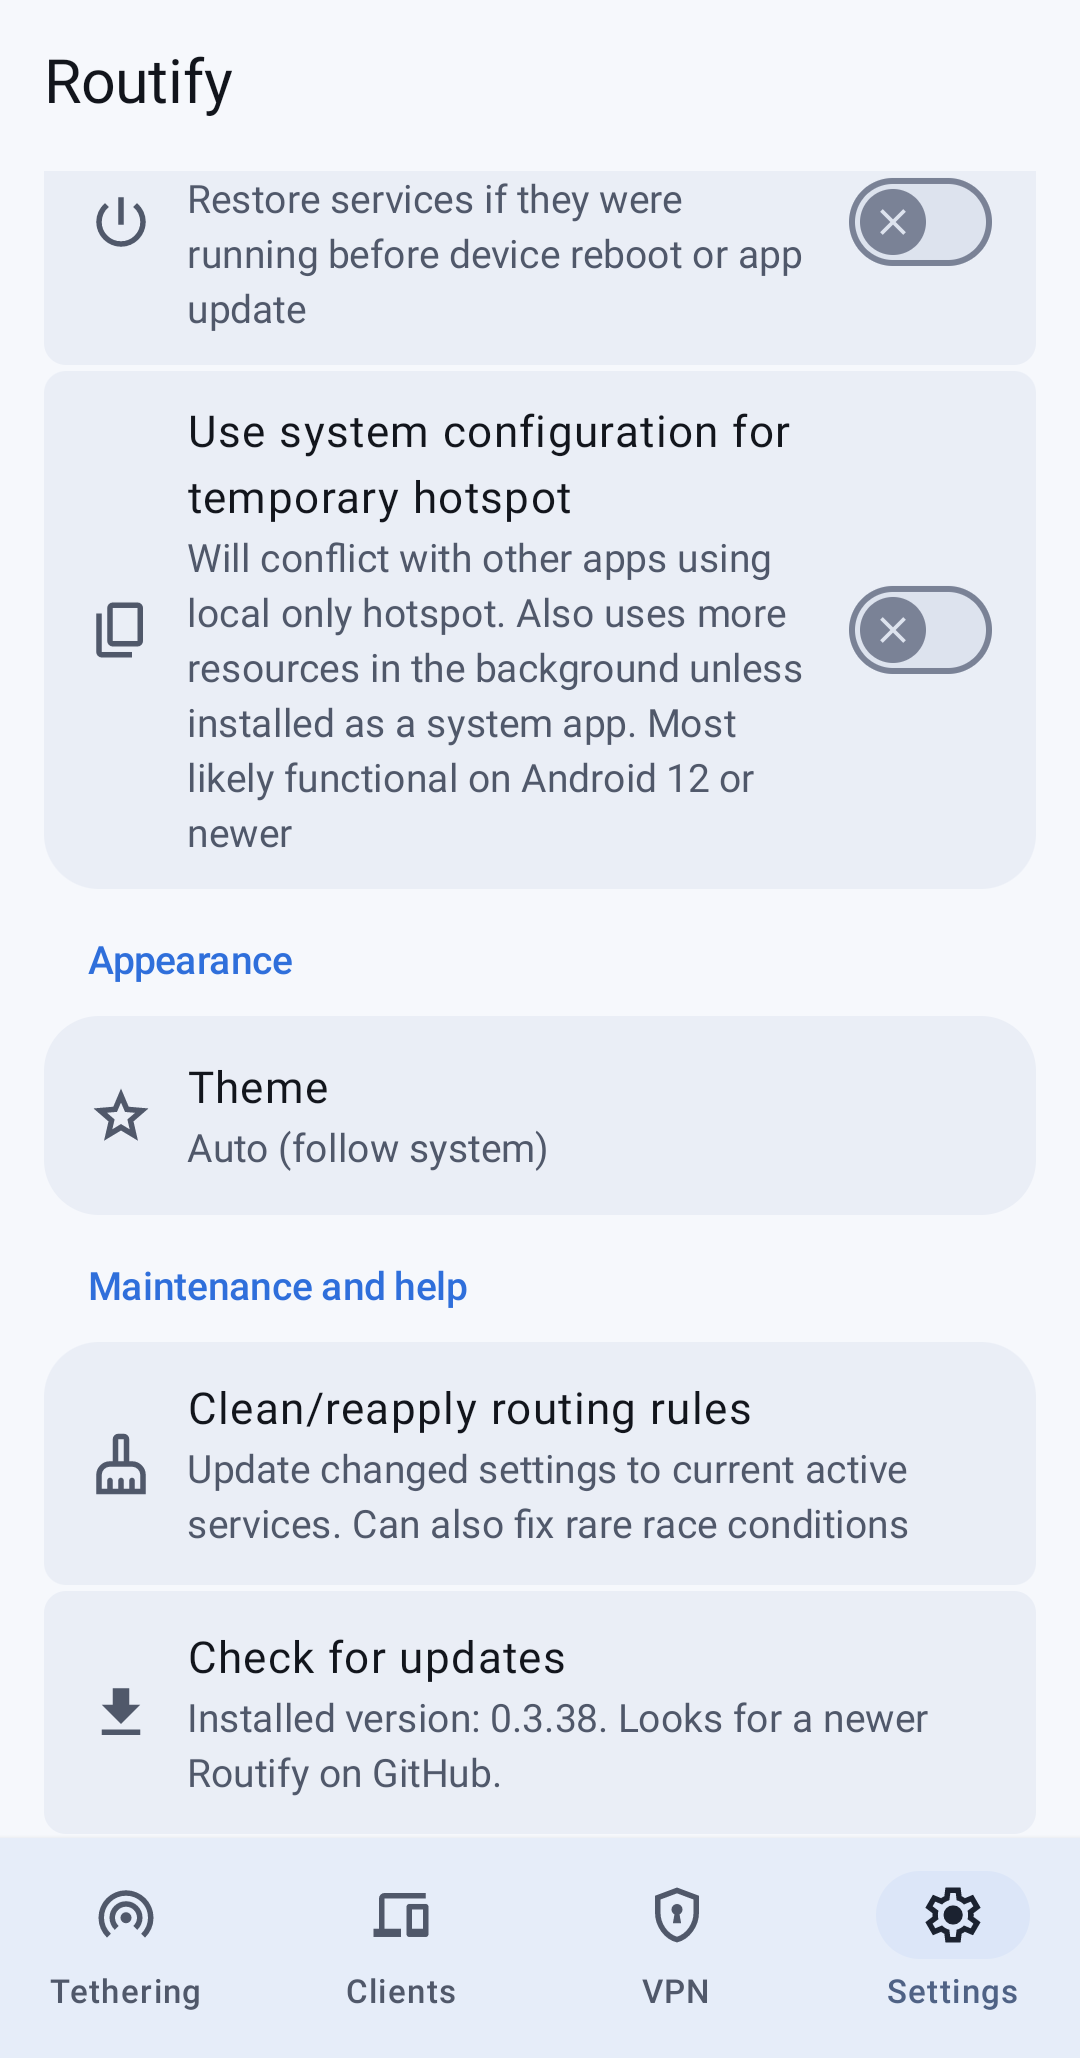 Routify
Restore services if they were
running before device reboot or app
update
Use system configuration for
temporary hotspot
Will conflict with other apps using
local only hotspot. Also uses more
resources in the background unless
installed as a system app. Most
likely functional on Android 12 or
newer
Appearance
Theme
Auto (follow system)
Maintenance and help
Clean/reapply routing rules
Update changed settings to current active
services. Can also fix rare race conditions
Check for updates
Installed version: 0.3.38. Looks for a newer
Routify on GitHub.
Tethering
Clients
VPN
Settings